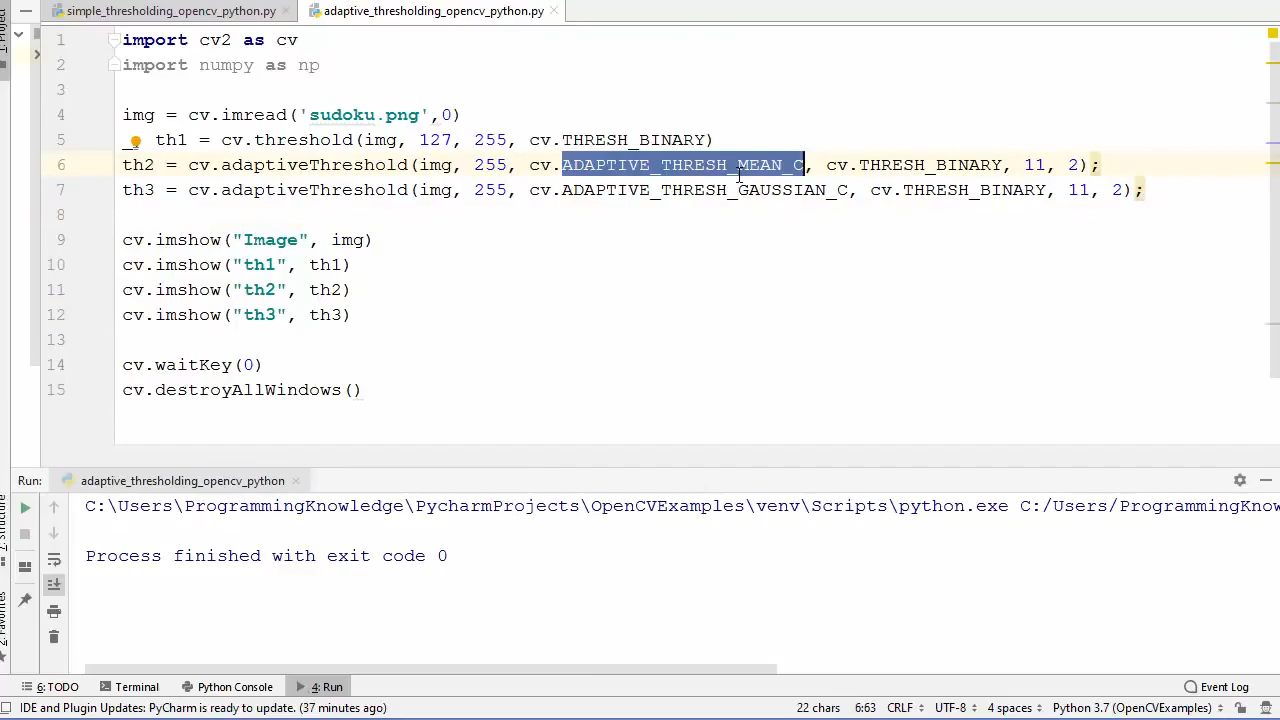 simple_thresholding_opencv_python.py adaptive_thresholding_opencv_python.py
1: Project
1 import cv2 as cv
2 import numpy as np
3
4 img = cv.imread('sudoku.png',0)
5 _, th1 = cv.threshold(img, 127, 255, cv.THRESH_BINARY)
6 th2 = cv.adaptiveThreshold(img, 255, cv.ADAPTIVE_THRESH_MEAN_C, cv.THRESH_BINARY, 11, 2);
7 th3 = cv.adaptiveThreshold(img, 255, cv.ADAPTIVE_THRESH_GAUSSIAN_C, cv.THRESH_BINARY, 11, 2);
8
9 cv.imshow("Image", img)
10 cv.imshow("th1", th1)
11 cv.imshow("th2", th2)
12 cv.imshow("th3", th3)
13
14 cv.waitKey(0)
15 cv.destroyAllWindows()
Run: adaptive_thresholding_opencv_python
C:\Users\ProgrammingKnowledge\PycharmProjects\OpenCVExamples\venv\Scripts\python.exe C:/Users/ProgrammingKnow
Process finished with exit code 0
Structure
2: Favorites
6: TODO Terminal Python Console 4: Run Event Log
IDE and Plugin Updates: PyCharm is ready to update. (37 minutes ago) 22 chars 6:63 CRLF UTF-8 4 spaces Python 3.7 (OpenCVExamples)